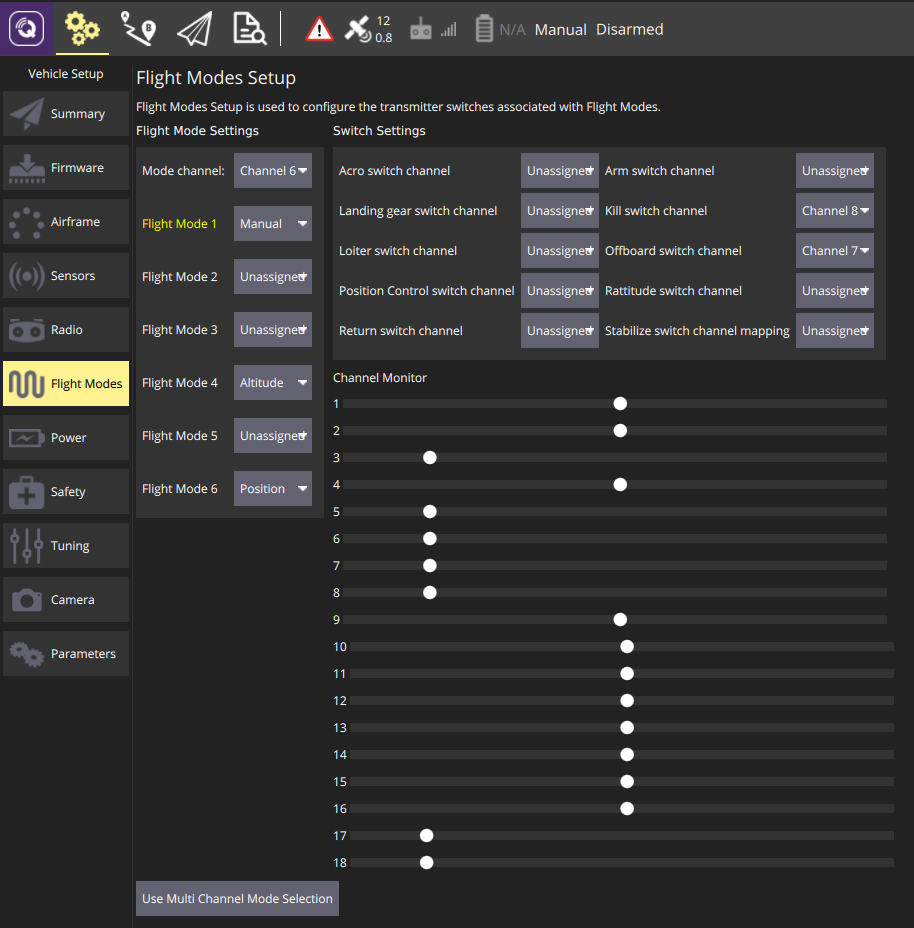 12
0.8
N/A
Manual
Disarmed
Vehicle Setup
Summary
Firmware
Airframe
Sensors
Radio
Flight Modes
Power
Safety
Tuning
Camera
Parameters
Flight Modes Setup
Flight Modes Setup is used to configure the transmitter switches associated with Flight Modes.
Flight Mode Settings
Mode channel: Channel 6
Flight Mode 1 Manual
Flight Mode 2 Unassigned
Flight Mode 3 Unassigned
Flight Mode 4 Altitude
Flight Mode 5 Unassigned
Flight Mode 6 Position
Switch Settings
Acro switch channel Unassigned Arm switch channel Unassigned
Landing gear switch channel Unassigned Kill switch channel Channel 8
Loiter switch channel Unassigned Offboard switch channel Channel 7
Position Control switch channel Unassigned Rattitude switch channel Unassigned
Return switch channel Unassigned Stabilize switch channel mapping Unassigned
Channel Monitor
1
2
3
4
5
6
7
8
9
10
11
12
13
14
15
16
17
18
Use Multi Channel Mode Selection